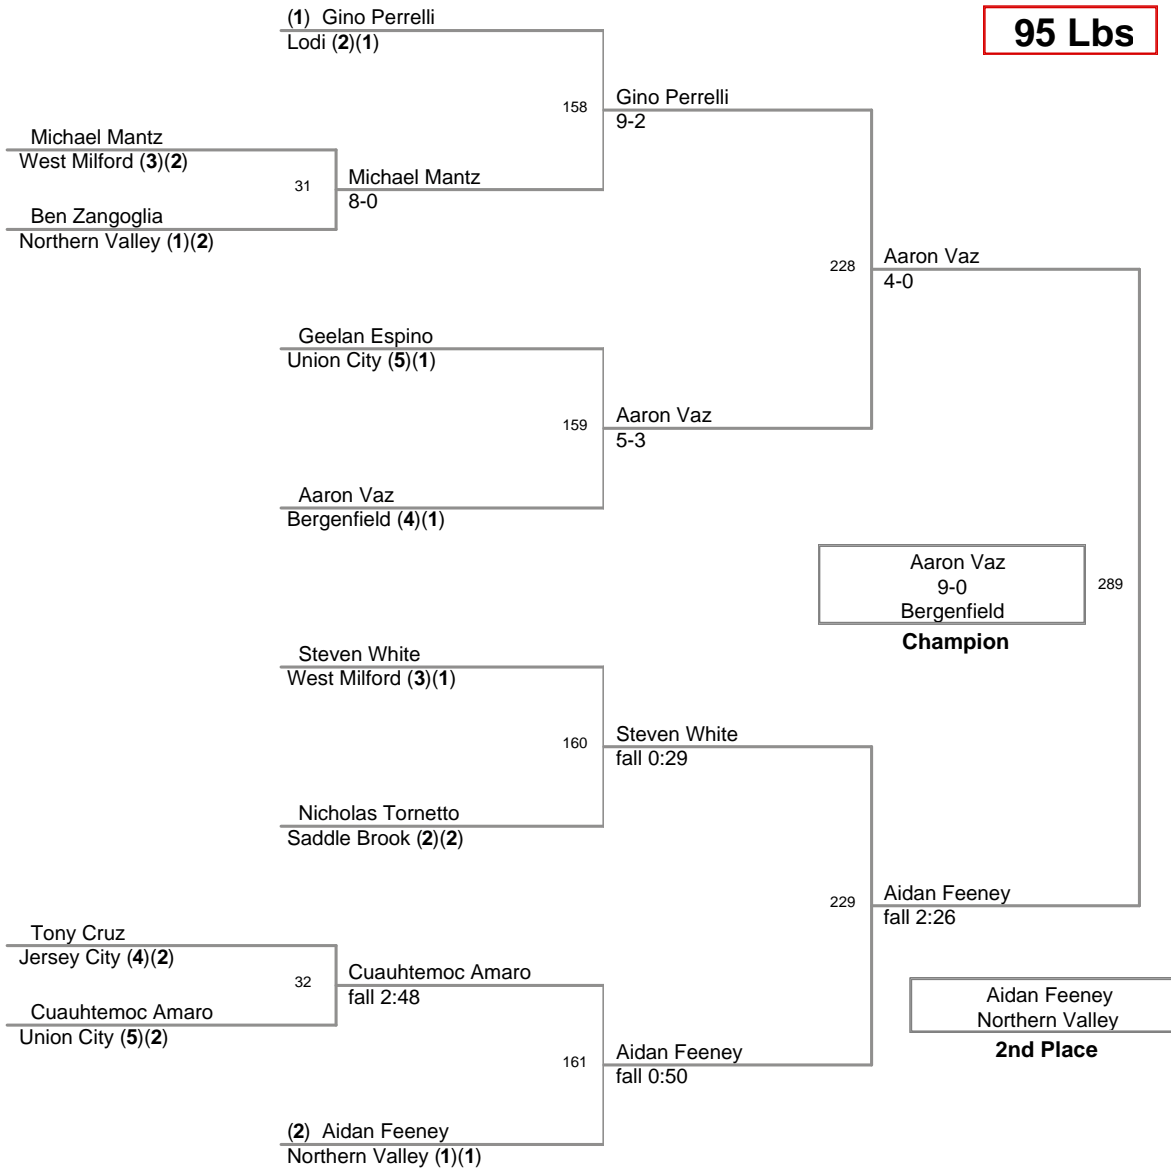 (1) Gino Perrelli
95 Lbs
Lodi (2)(1)
158
Gino Perrelli
9-2
Michael Mantz
West Milford (3)(2)
31
Michael Mantz
8-0
Ben Zangoglia
Northern Valley (1)(2)
228
Aaron Vaz
4-0
Geelan Espino
Union City (5)(1)
159
Aaron Vaz
5-3
Aaron Vaz
Bergenfield (4)(1)
Aaron Vaz
9-0
Bergenfield
289
Champion
Steven White
West Milford (3)(1)
160
Steven White
fall 0:29
Nicholas Tornetto
Saddle Brook (2)(2)
229
Aidan Feeney
fall 2:26
Tony Cruz
Jersey City (4)(2)
32
Cuauhtemoc Amaro
fall 2:48
Cuauhtemoc Amaro
Union City (5)(2)
Aidan Feeney
Northern Valley
2nd Place
161
Aidan Feeney
fall 0:50
(2) Aidan Feeney
Northern Valley (1)(1)